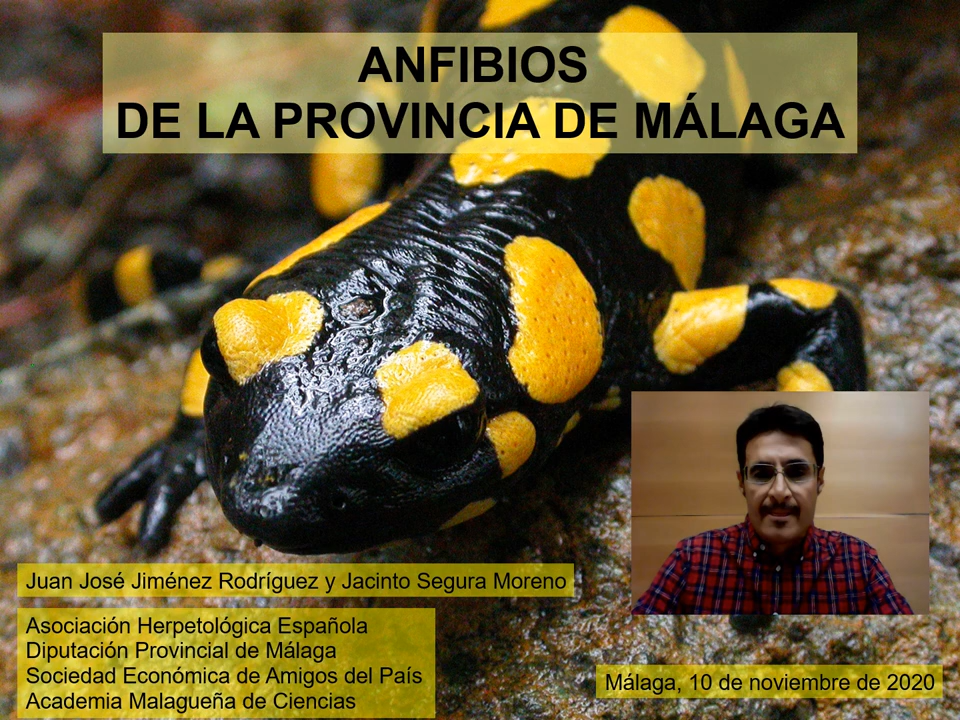 ANFIBIOS
DE LA PROVINCIA DE MÁLAGA
Juan José Jiménez Rodríguez y Jacinto Segura Moreno
Asociación Herpetológica Española
Diputación Provincial de Málaga
Sociedad Económica de Amigos del País
Academia Malagueña de Ciencias
Málaga, 10 de noviembre de 2020